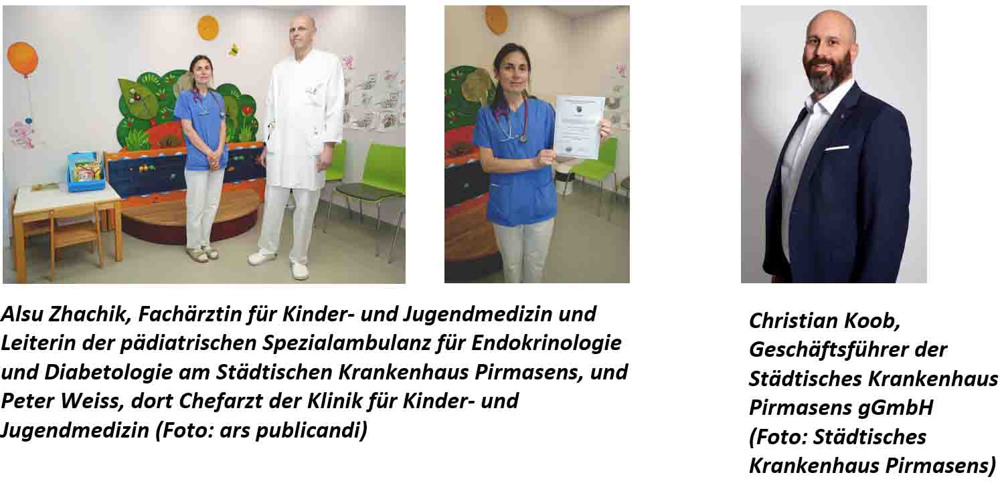 Alsu Zhachik, Fachärztin für Kinder- und Jugendmedizin und
Leiterin der pädiatrischen Spezialambulanz für Endokrinologie
und Diabetologie am Städtischen Krankenhaus Pirmasens, und
Peter Weiss, dort Chefarzt der Klinik für Kinder- und
Jugendmedizin (Foto: ars publicandi)
Christian Koob,
Geschäftsführer der
Städtisches Krankenhaus
Pirmasens gGmbH
(Foto: Städtisches
Krankenhaus Pirmasens)